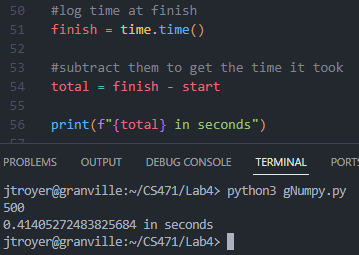 50 #log time at finish
51 finish = time.time()
52
53 #subtract them to get the time it took
54 total = finish - start
55
56 print(f"{total} in seconds")
PROBLEMS OUTPUT DEBUG CONSOLE TERMINAL PORTS
jtroyer@granville:~/CS471/Lab4> python3 gNumpy.py
500
0.41405272483825684 in seconds
jtroyer@granville:~/CS471/Lab4>